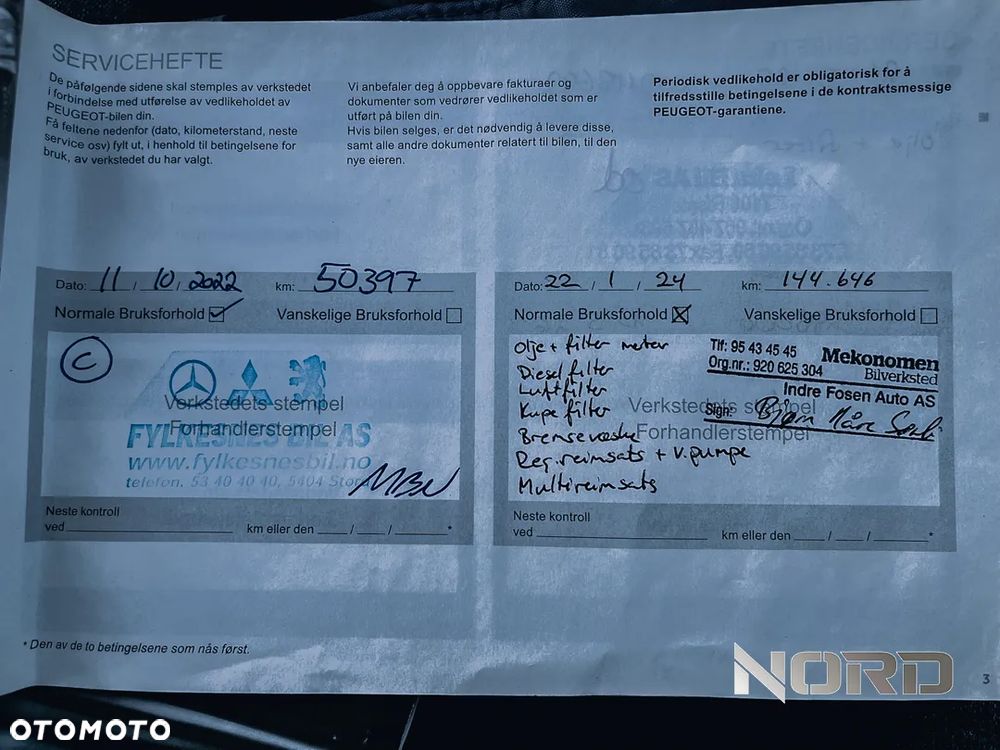 SERVICEHEFTE
De påfølgende sidene skal stemples av verkstedet
i forbindelse med utførelse av vedlikeholdet av
PEUGEOT-bilen din.
Få feltene nedenfor (dato, kilometerstand, neste
service osv) fylt ut, i henhold til betingelsene for
bruk, av verkstedet du har valgt.
Vi anbefaler deg å oppbevare fakturaer og
dokumenter som vedrører vedlikeholdet som er
utført på bilen din.
Hvis bilen selges, er det nødvendig å levere disse,
samt alle andre dokumenter relatert til bilen, til den
nye eieren.
Periodisk vedlikehold er obligatorisk for å
tilfredsstille betingelsene i de kontraktsmessige
PEUGEOT-garantiene.
Dato: 11 / 10, 2022 km: 50397
Normale Bruksforhold Vanskelige Bruksforhold
C
Verkstedets stempel
Forhandlerstempel
FYLKESNES BIL AS
www.fylkesnesbil.no
telefon. 53 40 40 40, 5404 Stord
Neste kontroll
ved km eller den / / *
Dato: 22 / 1 / 24 km: 144.646
Normale Bruksforhold Vanskelige Bruksforhold
Olje + filter motor
Diesel filter
Luftfilter
Kupe filter
Bremsevæske
Reg.reimsats + v.pumpe
Multireimsats
Tlf: 95 43 45 45 Mekonomen
Org.nr.: 920 625 304 Bilverksted
Indre Fosen Auto AS
Verkstedets stempel
Sign:
Forhandlerstempel
Neste kontroll
ved km eller den / / *
* Den av de to betingelsene som nås først.
3
NORD
OTOMOTO